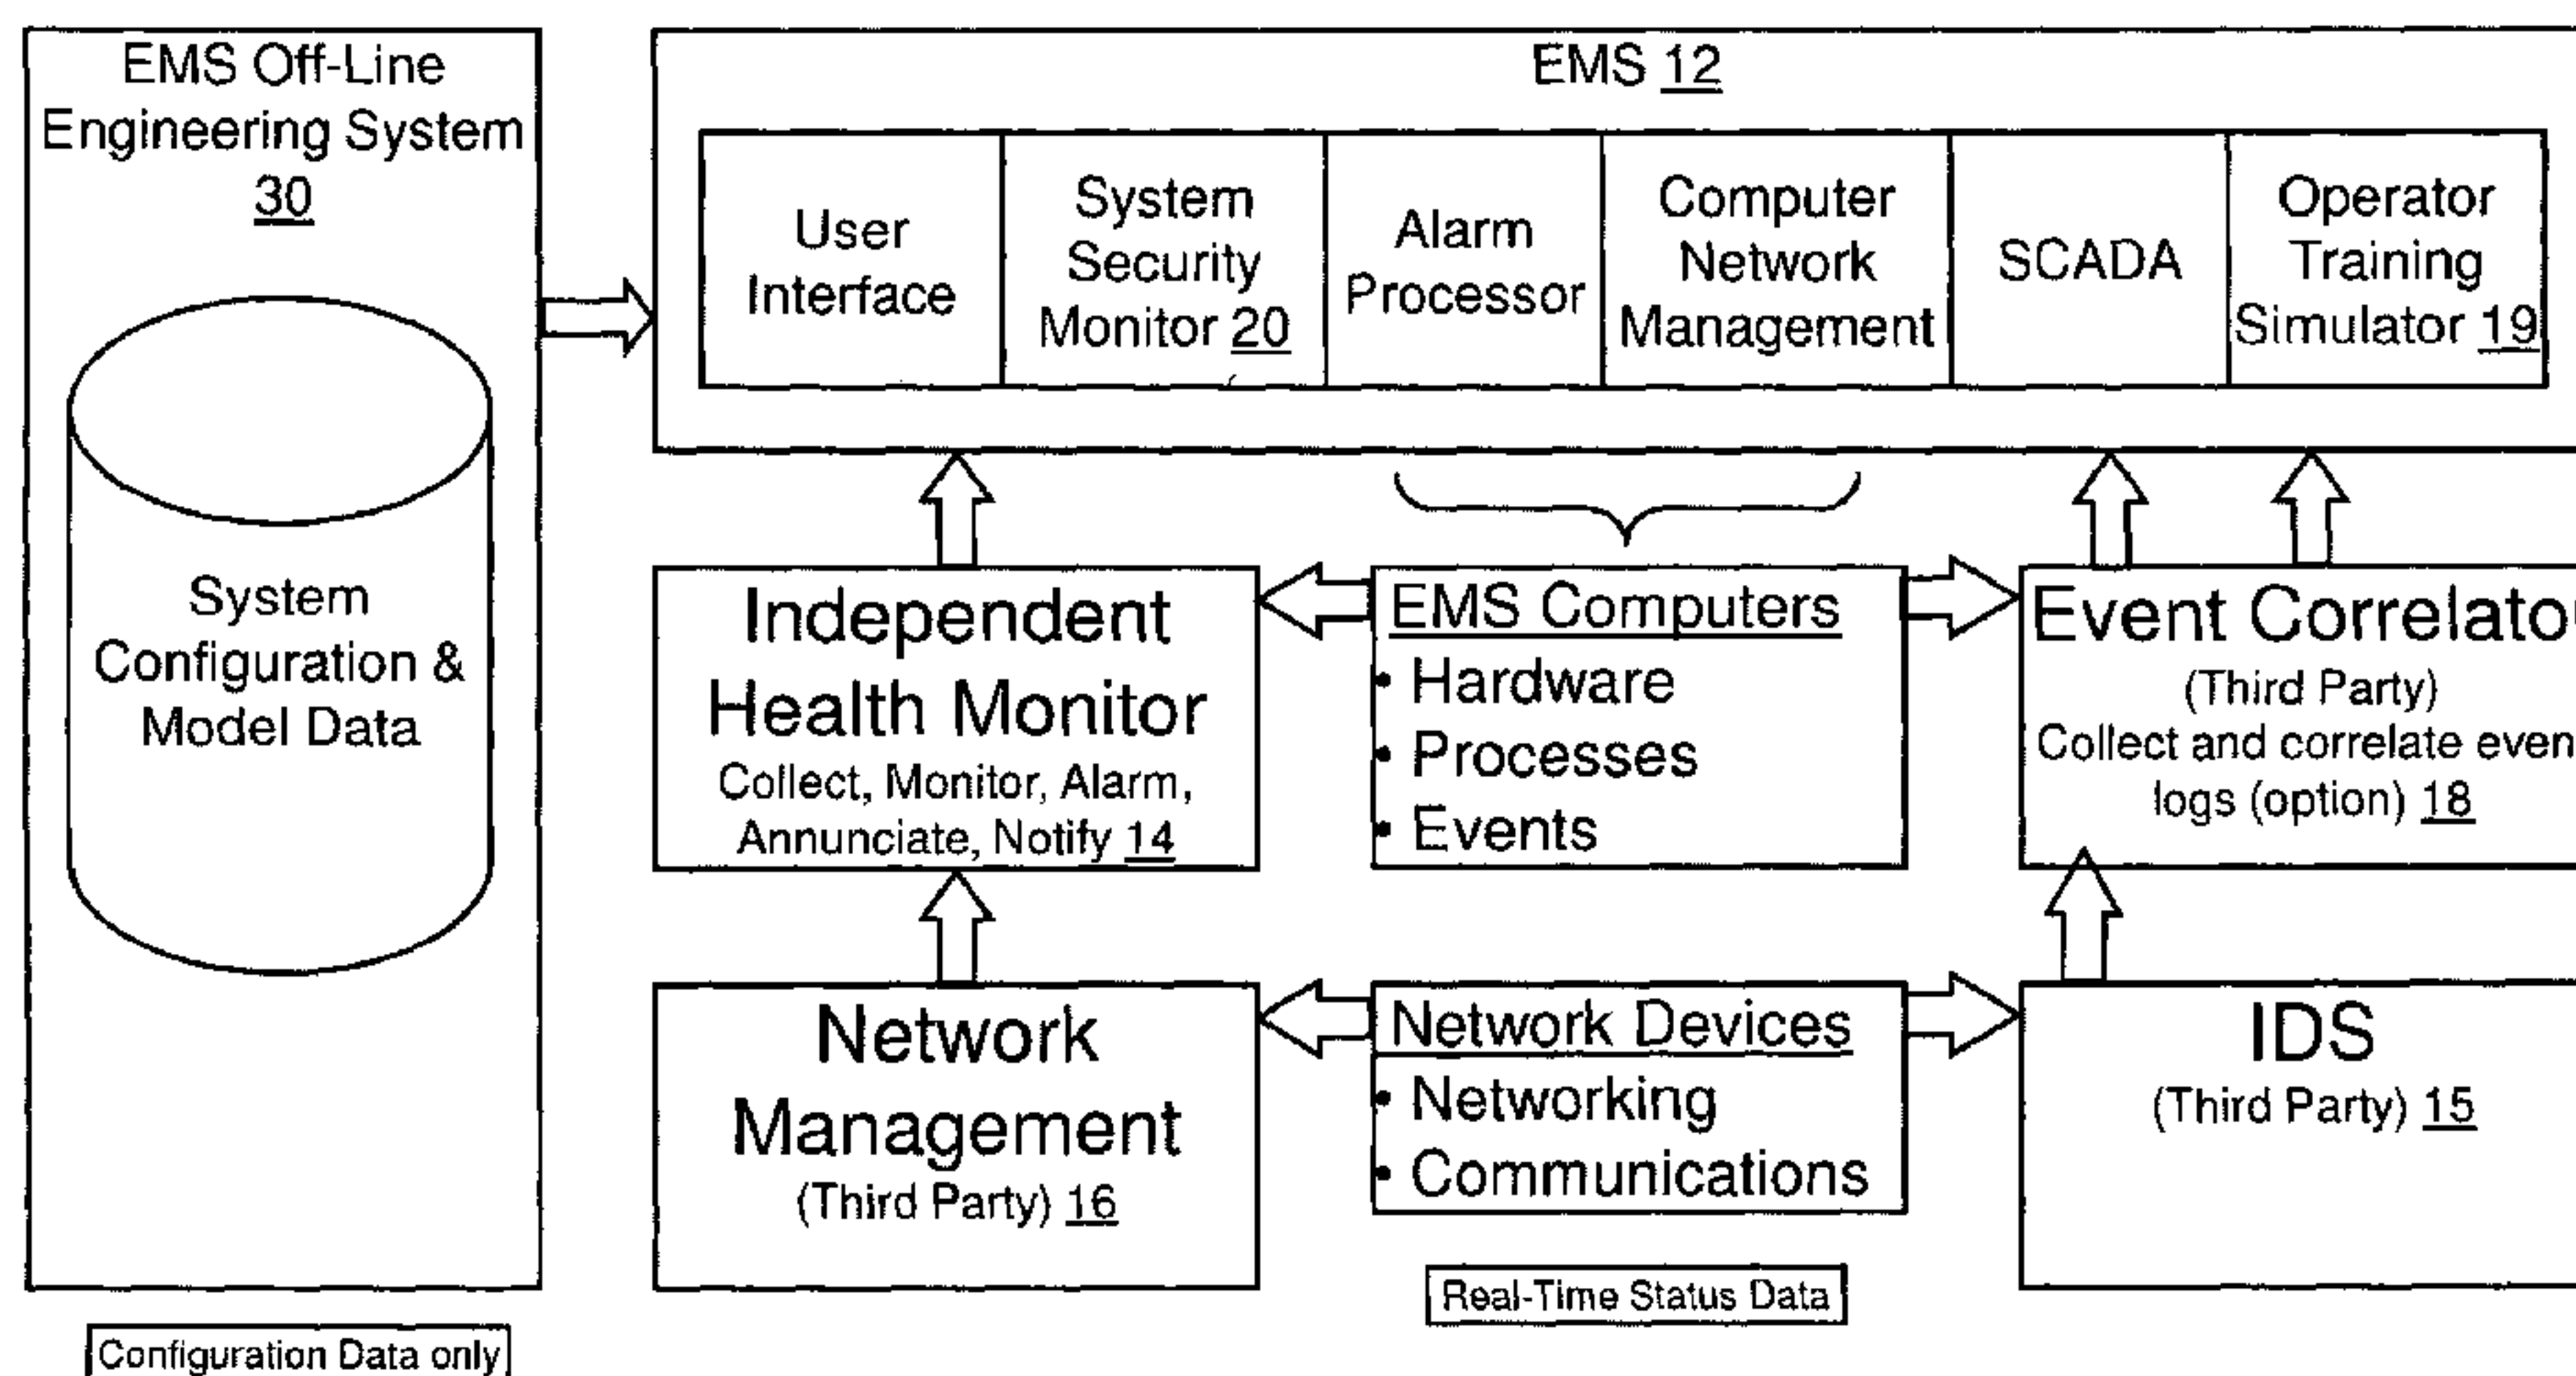 EMS Off-Line
Engineering System
30
System
Configuration &
Model Data
Configuration Data only
EMS 12
User
Interface
System
Security
Monitor 20
Alarm
Processor
Computer
Network
Management
SCADA
Operator
Training
Simulator 19
Independent
Health Monitor
Collect, Monitor, Alarm,
Annunciate, Notify 14
EMS Computers
• Hardware
• Processes
• Events
Event Correlato
(Third Party)
Collect and correlate even
logs (option) 18
Network
Management
(Third Party) 16
Network Devices
• Networking
• Communications
Real-Time Status Data
IDS
(Third Party) 15